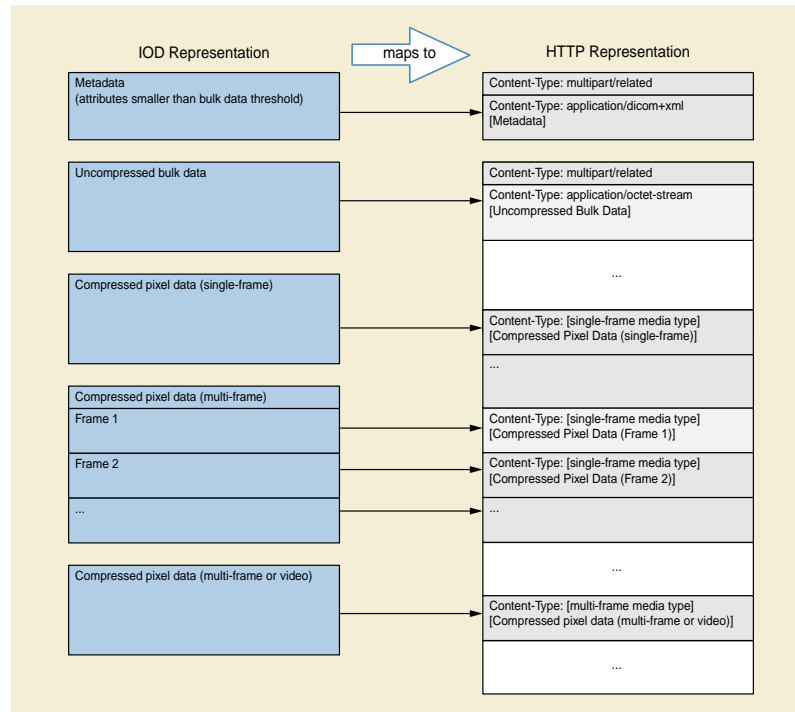 IOD Representation
maps to
HTTP Representation
Metadata
(attributes smaller than bulk data threshold)
Content-Type: multipart/related
Content-Type: application/dicom+xml
[Metadata]
Uncompressed bulk data
Content-Type: multipart/related
Content-Type: application/octet-stream
[Uncompressed Bulk Data]
...
Compressed pixel data (single-frame)
Content-Type: [single-frame media type]
[Compressed Pixel Data (single-frame)]
...
Compressed pixel data (multi-frame)
Frame 1
Content-Type: [single-frame media type]
[Compressed Pixel Data (Frame 1)]
Frame 2
Content-Type: [single-frame media type]
[Compressed Pixel Data (Frame 2)]
...
...
...
Compressed pixel data (multi-frame or video)
Content-Type: [multi-frame media type]
[Compressed pixel data (multi-frame or video)]
...